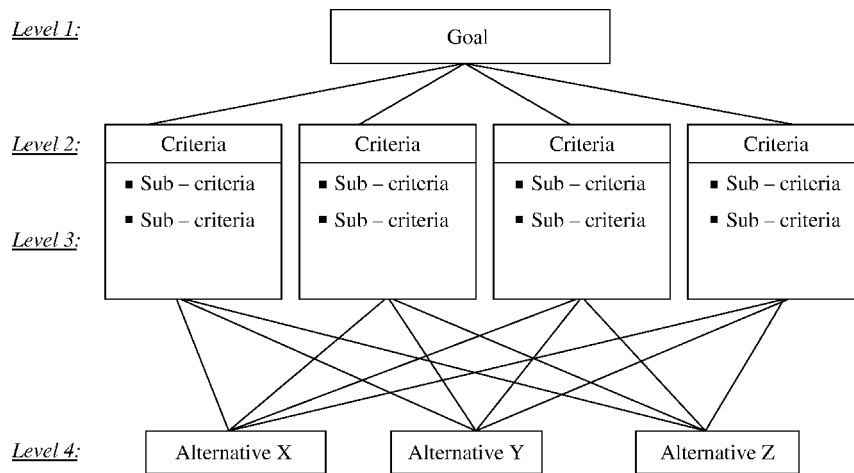 Level 1:
Goal
Level 2:
Criteria
Criteria
Criteria
Criteria
Level 3:
▪ Sub – criteria
▪ Sub – criteria
▪ Sub – criteria
▪ Sub – criteria
▪ Sub – criteria
▪ Sub – criteria
▪ Sub – criteria
▪ Sub – criteria
Level 4:
Alternative X
Alternative Y
Alternative Z